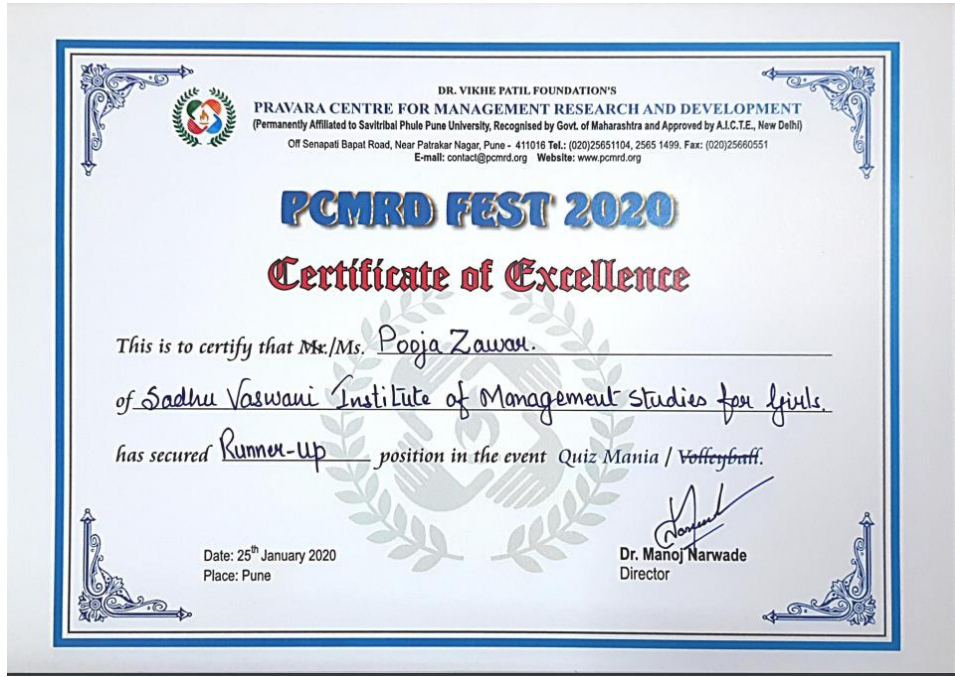 DR. VIKHE PATIL FOUNDATION'S
PRAVARA CENTRE FOR MANAGEMENT RESEARCH AND DEVELOPMENT
(Permanently Affiliated to Savitribai Phule Pune University, Recognised by Govt. of Maharashtra and Approved by A.I.C.T.E., New Delhi)
Off Senapati Bapat Road, Near Patrakar Nagar, Pune - 411016 Tel.: (020)25651104, 2565 1499. Fax: (020)25660551
E-mail: contact@pcmrd.org Website: www.pcmrd.org
PCMRD FEST 2020
Certificate of Excellence
This is to certify that Mr./Ms. Pooja Zawar.
of Sadhu Vaswani Institute of Management Studies for Girls.
has secured Runner-Up position in the event Quiz Mania / Volleyball.
Date: 25th January 2020
Place: Pune
Dr. Manoj Narwade
Director